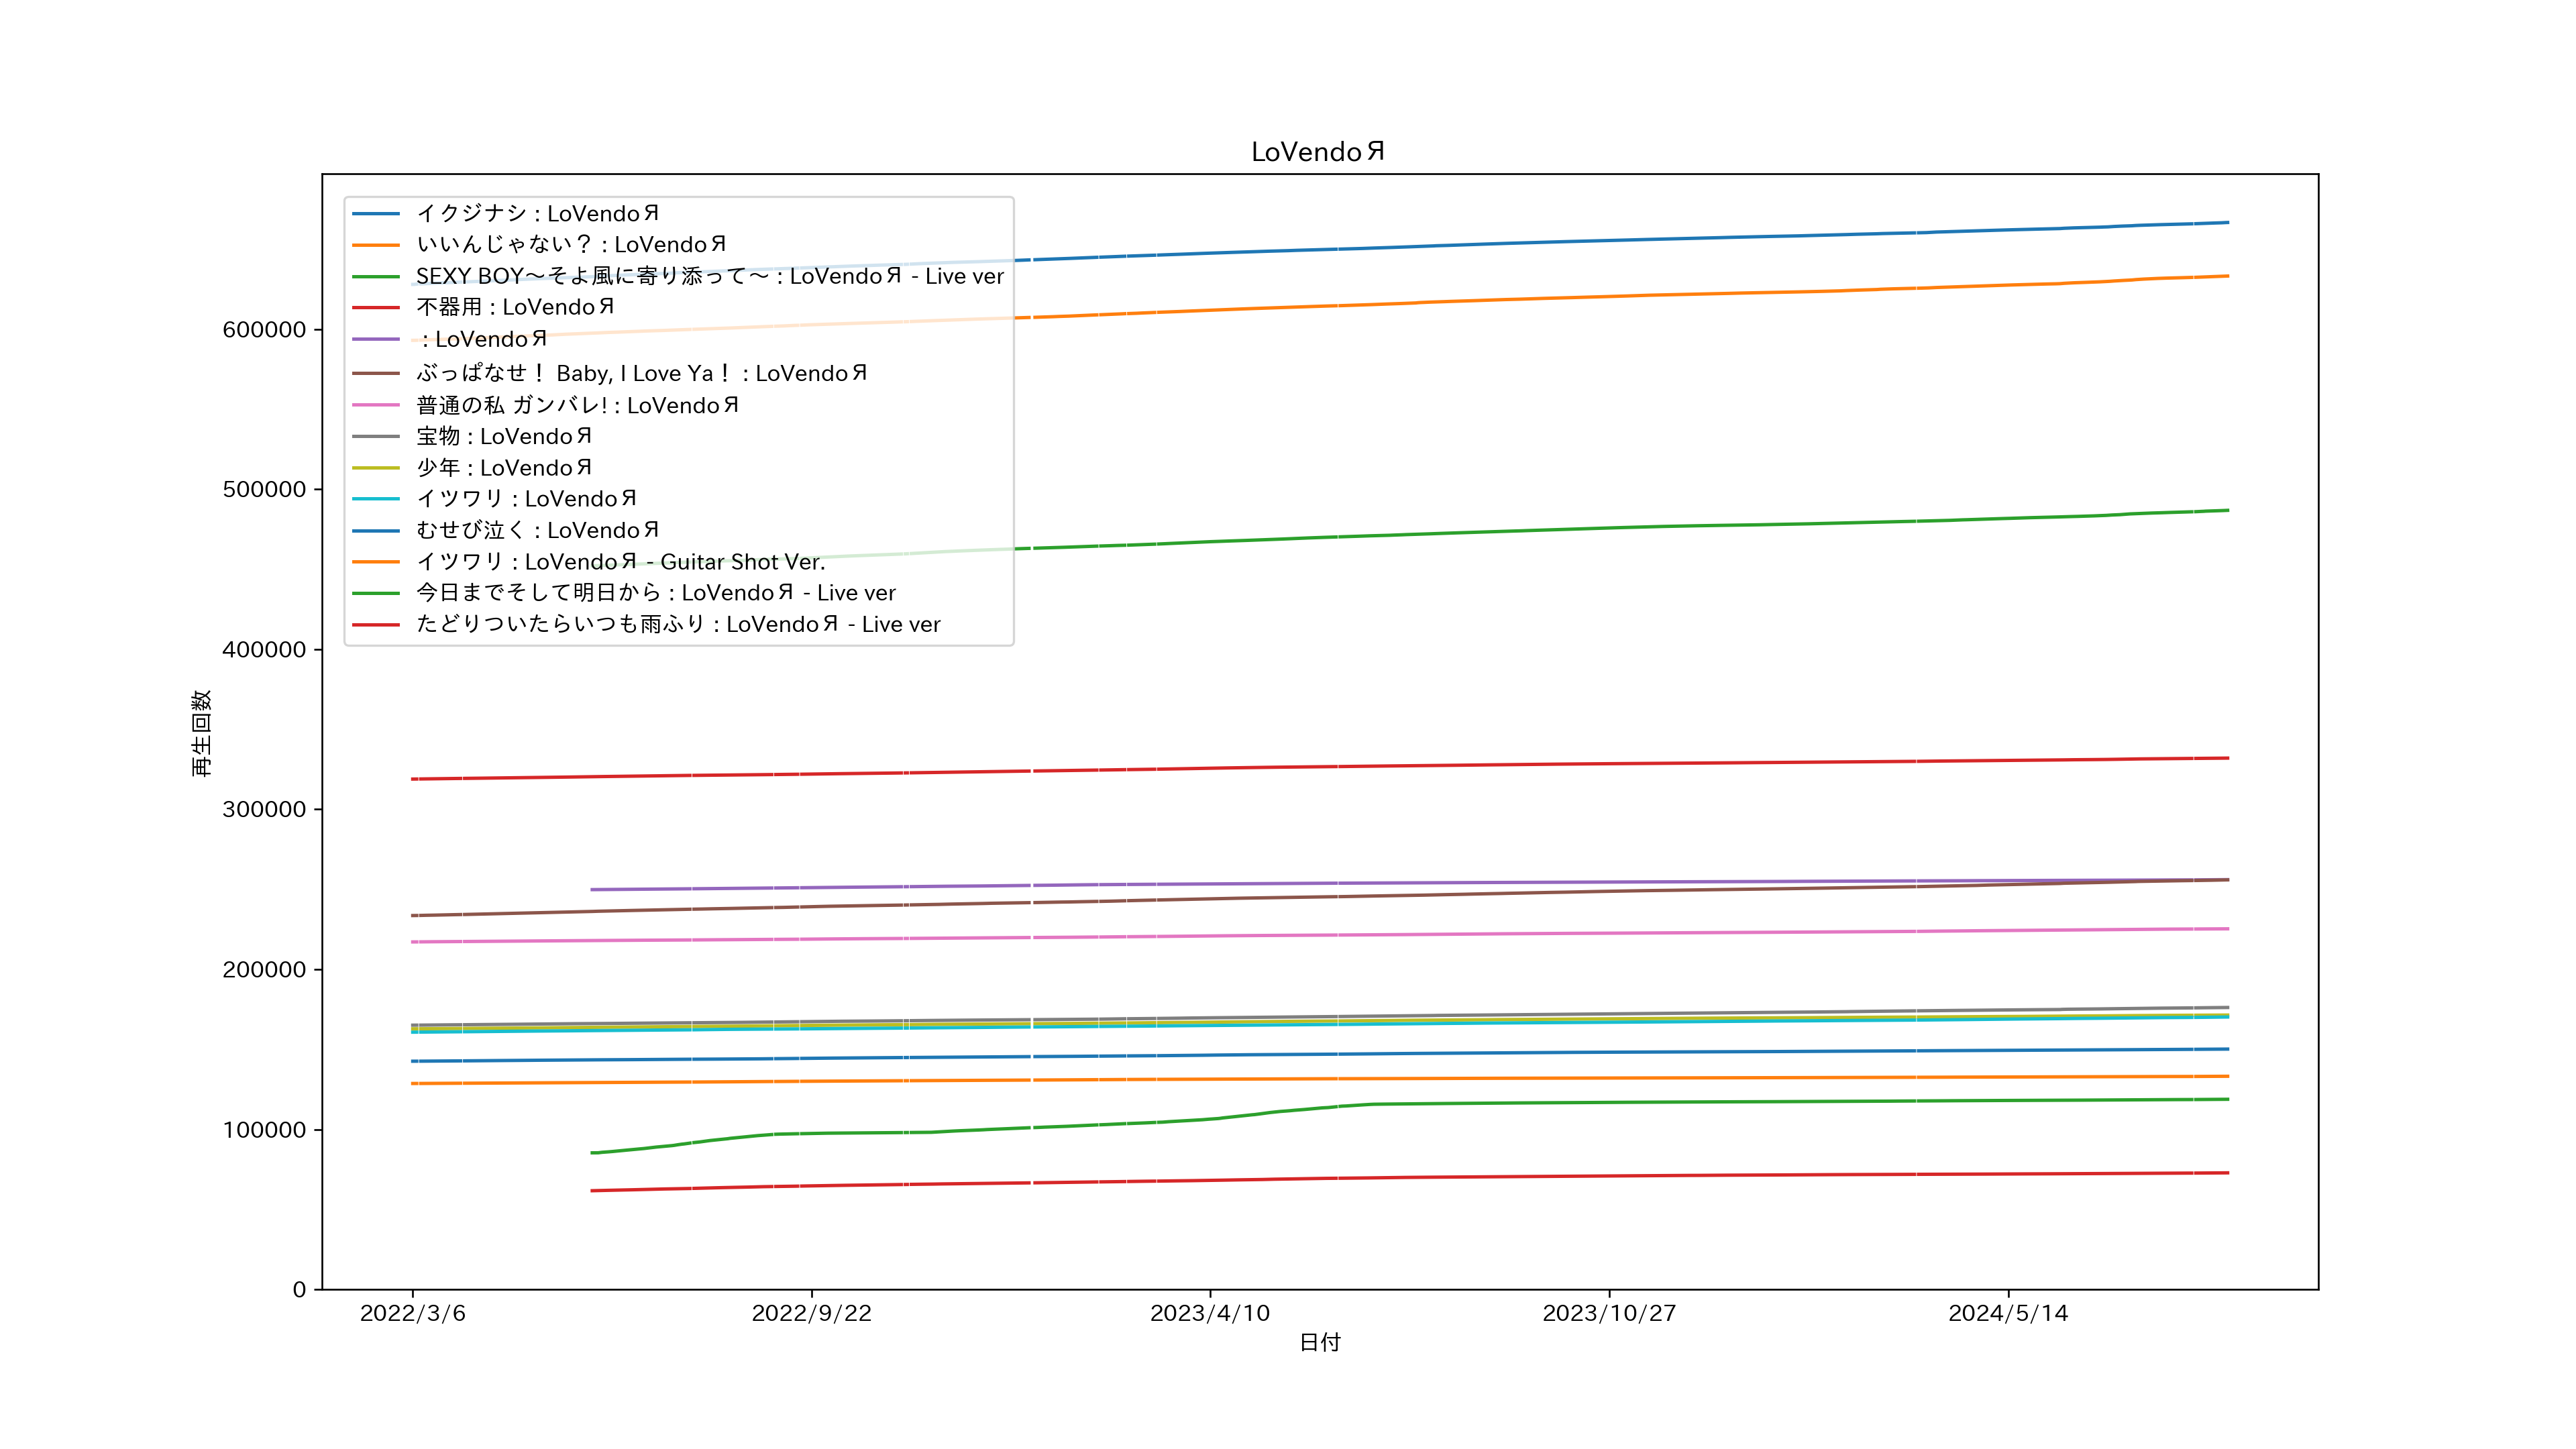 LoVendoЯ
イクジナシ : LoVendoЯ
いいんじゃない？ : LoVendoЯ
SEXY BOY～そよ風に寄り添って～ : LoVendoЯ - Live ver
不器用 : LoVendoЯ
: LoVendoЯ
ぶっぱなせ！ Baby, I Love Ya！ : LoVendoЯ
普通の私 ガンバレ! : LoVendoЯ
宝物 : LoVendoЯ
少年 : LoVendoЯ
イツワリ : LoVendoЯ
むせび泣く : LoVendoЯ
イツワリ : LoVendoЯ - Guitar Shot Ver.
今日までそして明日から : LoVendoЯ - Live ver
たどりついたらいつも雨ふり : LoVendoЯ - Live ver
600000
500000
400000
300000
200000
100000
0
再生回数
2022/3/6 2022/9/22 2023/4/10 2023/10/27 2024/5/14
日付